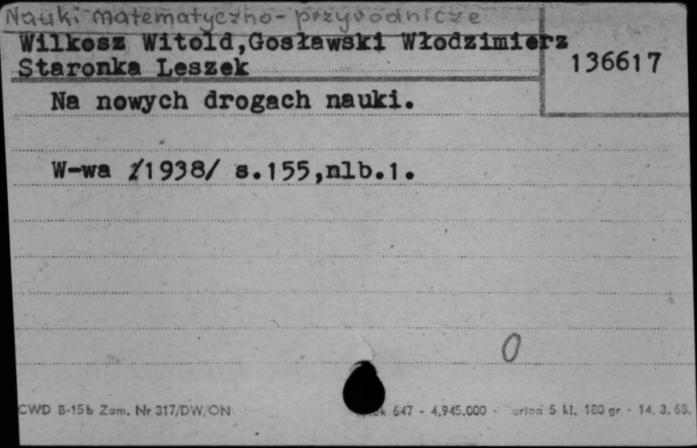 Nauki matematyczno-przyrodnicze
Wilkosz Witold,Gosławski Włodzimierz
Staronka Leszek
136617
Na nowych drogach nauki.
W-wa /1938/ s.155,nlb.1.
0
CWD B-15b Zam. Nr 317/DW/ON 647 - 4.945.000 - 5 kl. 180 gr - 14. 3. 68.